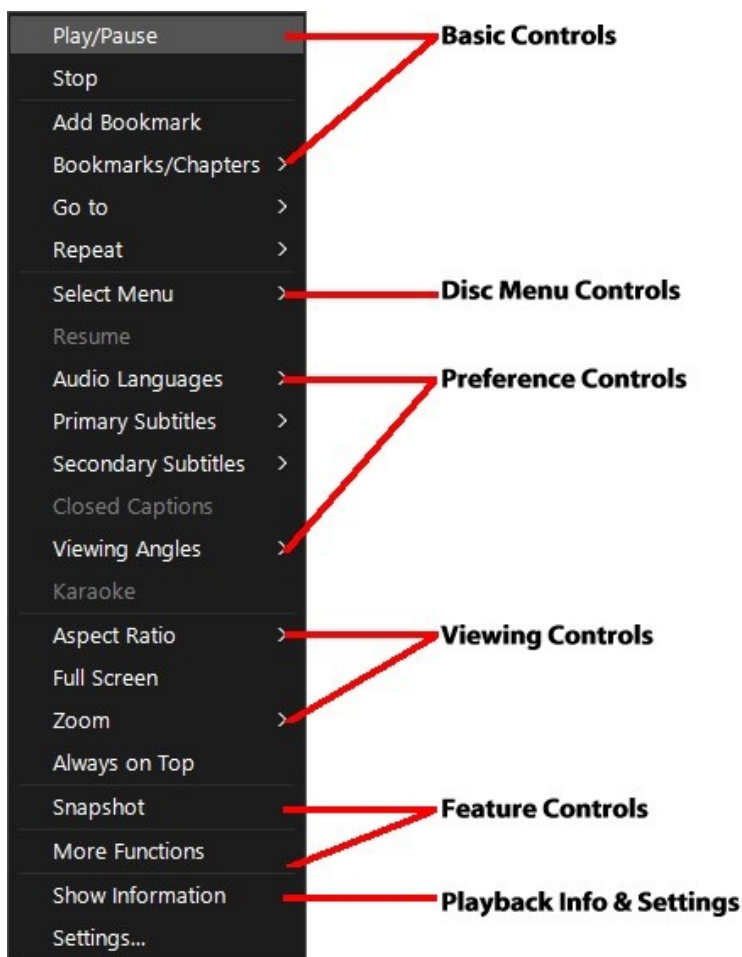 Play/Pause
Basic Controls
Stop
Add Bookmark
Bookmarks/Chapters >
Go to >
Repeat >
Select Menu >
Disc Menu Controls
Resume
Audio Languages >
Preference Controls
Primary Subtitles >
Secondary Subtitles >
Closed Captions
Viewing Angles >
Karaoke
Aspect Ratio >
Viewing Controls
Full Screen
Zoom >
Always on Top
Snapshot
Feature Controls
More Functions
Show Information
Playback Info & Settings
Settings...